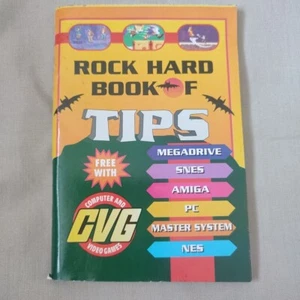 ROCK HARD
BOOK OF
TIPS
FREE
WITH
COMPUTER AND
CVG
VIDEO GAMES
MEGADRIVE
SNES
AMIGA
PC
MASTER SYSTEM
NES